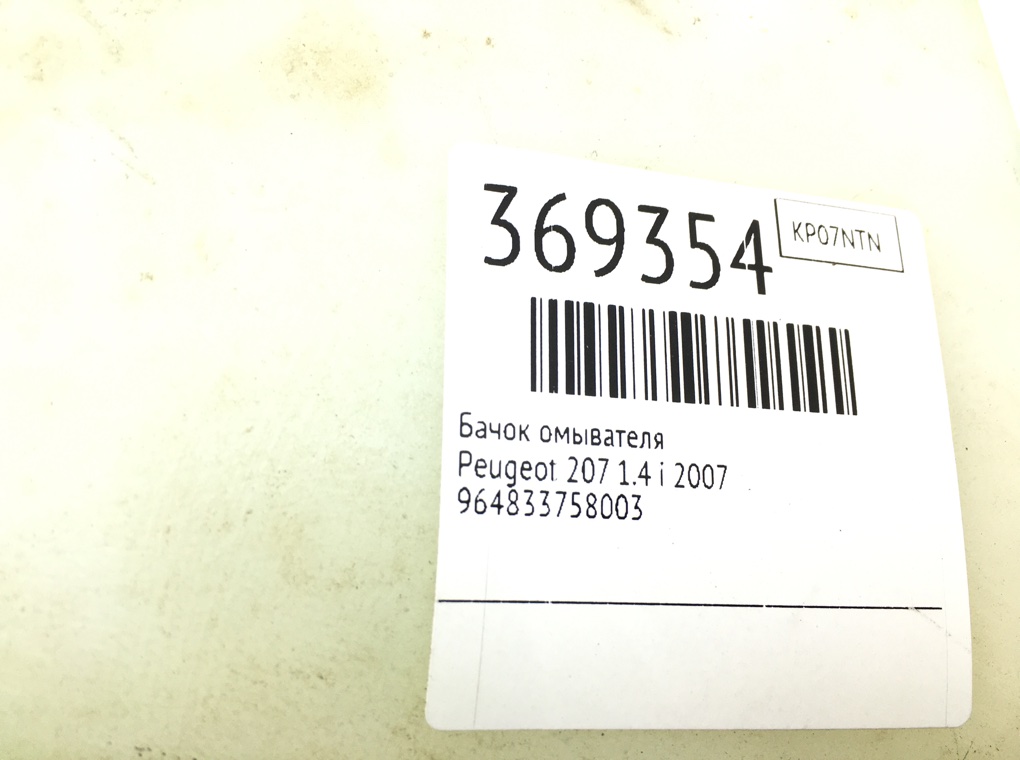 369354
KP07NTN
Бачок омывателя
Peugeot 207 1.4 i 2007
964833758003